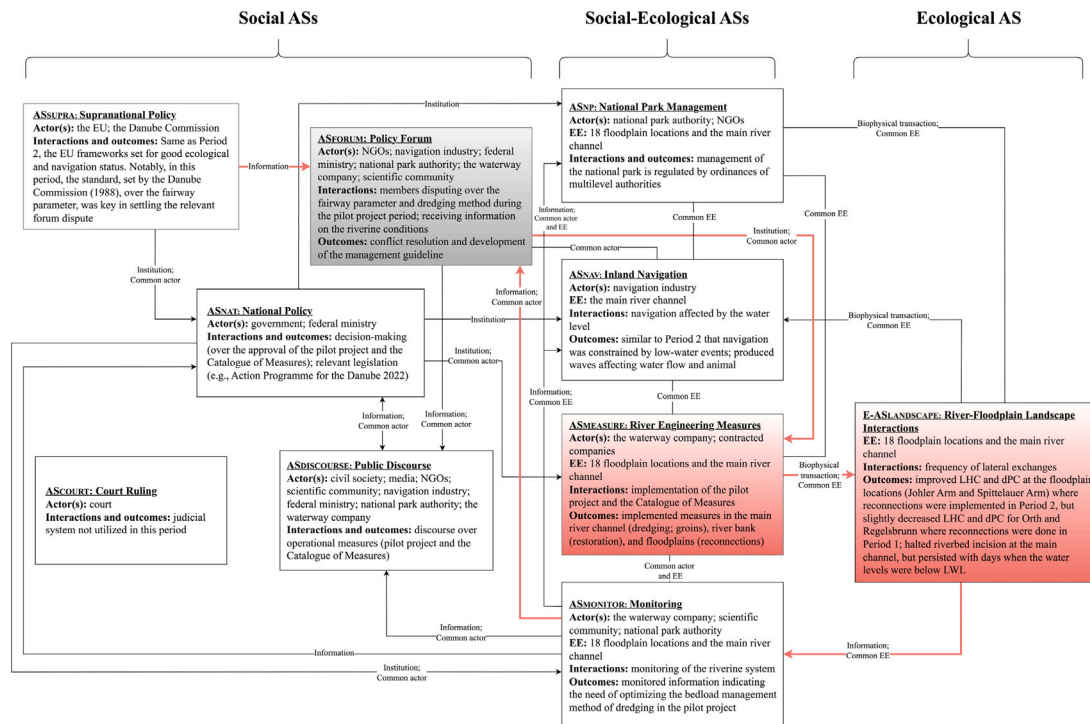 Social ASs
Social-Ecological ASs
Ecological AS
ASSUPRA: Supranational Policy
Actor(s): the EU; the Danube Commission
Interactions and outcomes: Same as Period
2, the EU frameworks set for good ecological
and navigation status. Notably, in this
period, the standard, set by the Danube
Commission (1988), over the fairway
parameter, was key in settling the relevant
forum dispute
Information
ASFORUM: Policy Forum
Actor(s): NGOs; navigation industry; federal
ministry; national park authority; the waterway
company; scientific community
Interactions: members disputing over the
fairway parameter and dredging method during
the pilot project period; receiving information
on the riverine conditions
Outcomes: conflict resolution and development
of the management guideline
Institution
ASNP: National Park Management
Actor(s): national park authority; NGOs
EE: 18 floodplain locations and the main river
channel
Interactions and outcomes: management of
the national park is regulated by ordinances of
multilevel authorities
Biophysical transaction;
Common EE
Information;
Common actor
and EE
Common EE
Institution;
Common actor
Common actor
Institution;
Common actor
ASNAT: National Policy
Actor(s): government; federal ministry
Interactions and outcomes: decision-making
(over the approval of the pilot project and the
Catalogue of Measures); relevant legislation
(e.g., Action Programme for the Danube 2022)
Institution
ASNAV: Inland Navigation
Actor(s): navigation industry
EE: the main river channel
Interactions: navigation affected by the water
level
Outcomes: similar to Period 2 that navigation
was constrained by low-water events; produced
waves affecting water flow and animal
Biophysical transaction;
Common EE
Information;
Common actor
Institution;
Common actor
Information;
Common EE
Common EE
Information;
Common actor
Information;
Common actor
ASMEASURE: River Engineering Measures
Actor(s): the waterway company; contracted
companies
EE: 18 floodplain locations and the main river
channel
Interactions: implementation of the pilot
project and the Catalogue of Measures
Outcomes: implemented measures in the main
river channel (dredging; groins), river bank
(restoration), and floodplains (reconnections)
Biophysical
transaction;
Common EE
E-ASLANDSCAPE: River-Floodplain Landscape
Interactions
EE: 18 floodplain locations and the main river
channel
Interactions: frequency of lateral exchanges
Outcomes: improved LHC and dPC at the floodplain
locations (Johler Arm and Spittelauer Arm) where
reconnections were implemented in Period 2, but
slightly decreased LHC and dPC for Orth and
Regelsbrunn where reconnections were done in
Period 1; halted riverbed incision at the main
channel, but persisted with days when the water
levels were below LWL
ASCOURT: Court Ruling
Actor(s): court
Interactions and outcomes: judicial
system not utilized in this period
ASDISCOURSE: Public Discourse
Actor(s): civil society; media; NGOs;
scientific community; navigation industry;
federal ministry; national park authority; the
waterway company
Interactions and outcomes: discourse over
operational measures (pilot project and the
Catalogue of Measures)
Common actor
and EE
ASMONITOR: Monitoring
Actor(s): the waterway company; scientific
community; national park authority
EE: 18 floodplain locations and the main river
channel
Interactions: monitoring of the riverine system
Outcomes: monitored information indicating
the need of optimizing the bedload management
method of dredging in the pilot project
Information;
Common actor
Information
Institution;
Common actor
Information;
Common EE